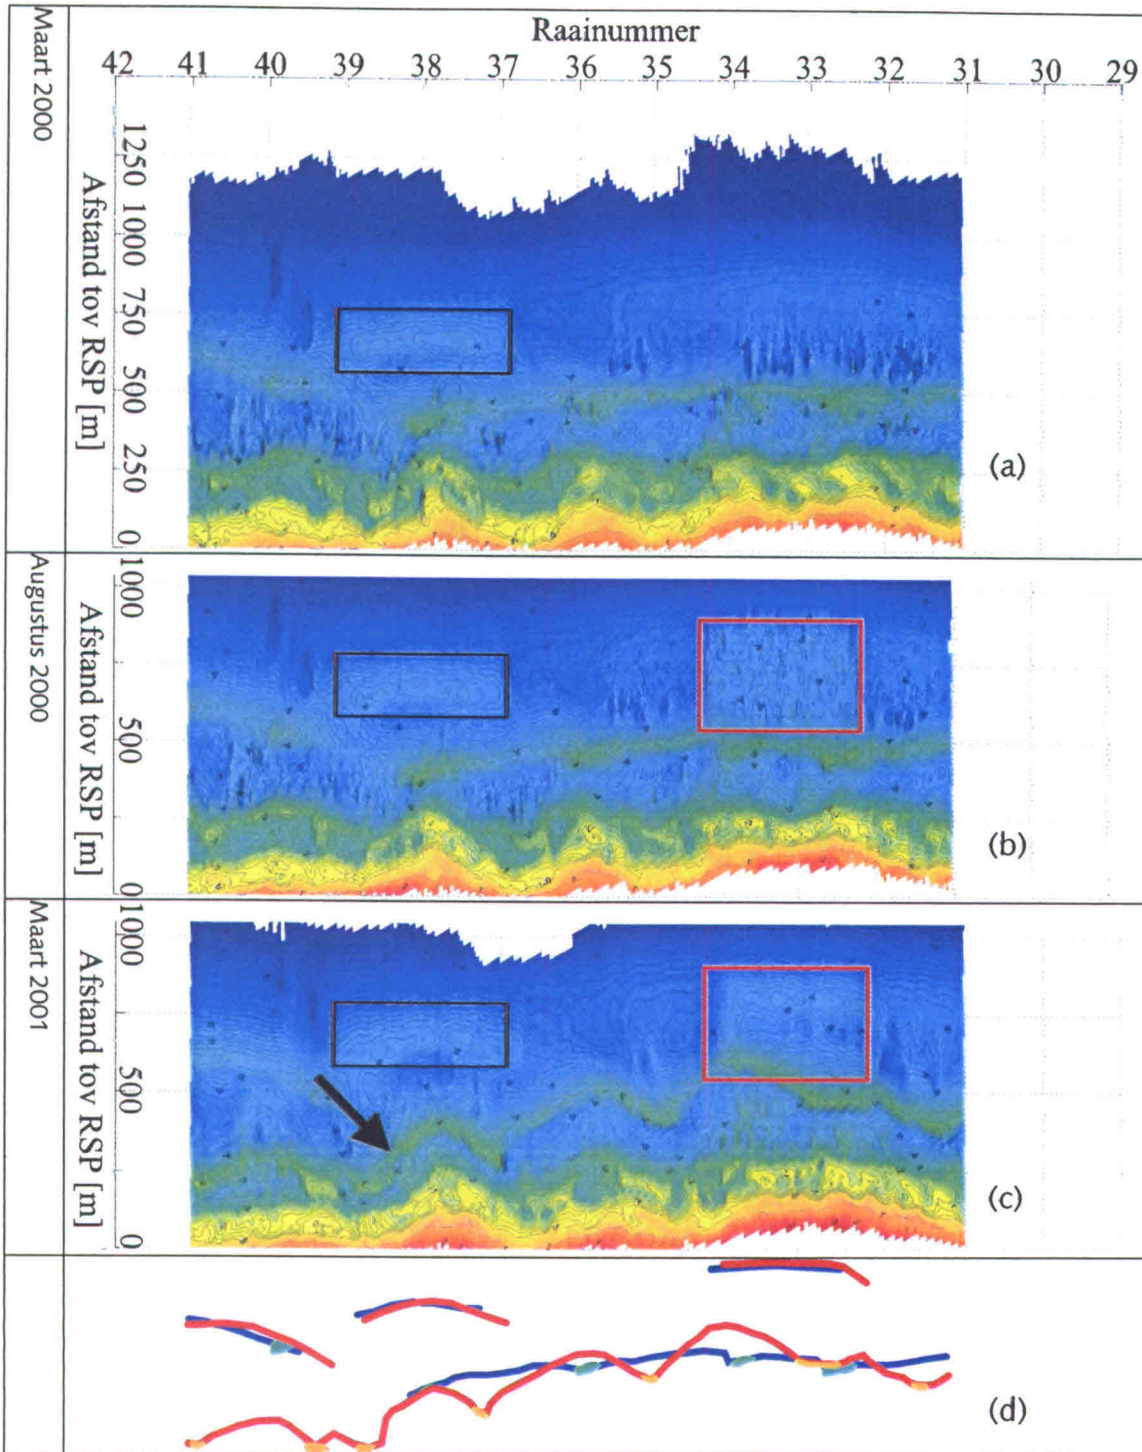 Raainummer
42 41 40 39 38 37 36 35 34 33 32 31 30 29
Maart 2000
Afstand tov RSP [m]
1250 1000 750 500 250 0
(a)
Augustus 2000
Afstand tov RSP [m]
1000 500 0
(b)
Maart 2001
Afstand tov RSP [m]
1000 500 0
(c)
(d)